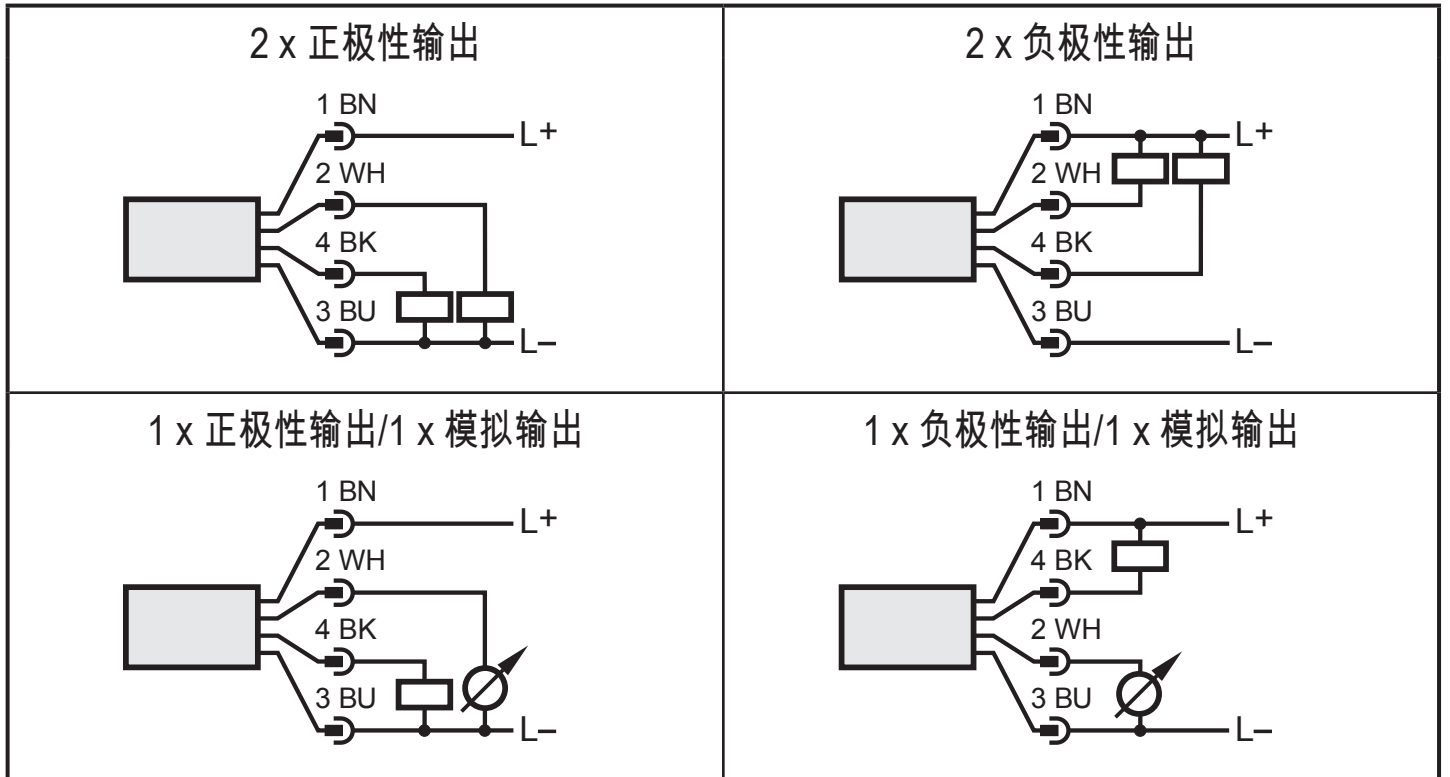 2 x 正极性输出
1 BN
L+
2 WH
4 BK
3 BU
L–
2 x 负极性输出
1 BN
L+
2 WH
4 BK
3 BU
L–
1 x 正极性输出/1 x 模拟输出
1 BN
L+
2 WH
4 BK
3 BU
L–
1 x 负极性输出/1 x 模拟输出
1 BN
L+
4 BK
2 WH
3 BU
L–